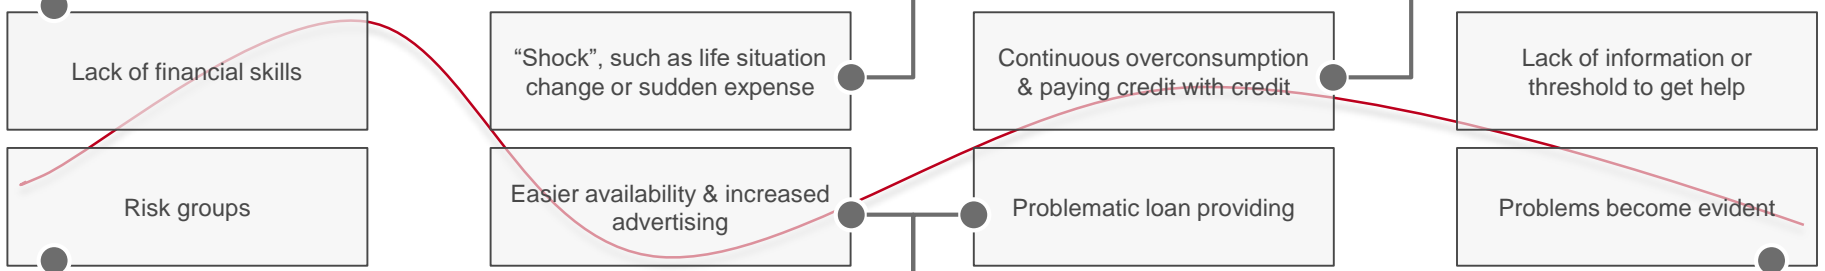 Lack of financial skills
“Shock”, such as life situation
change or sudden expense
Continuous overconsumption
& paying credit with credit
Lack of information or
threshold to get help
Risk groups
Easier availability & increased
advertising
Problematic loan providing
Problems become evident